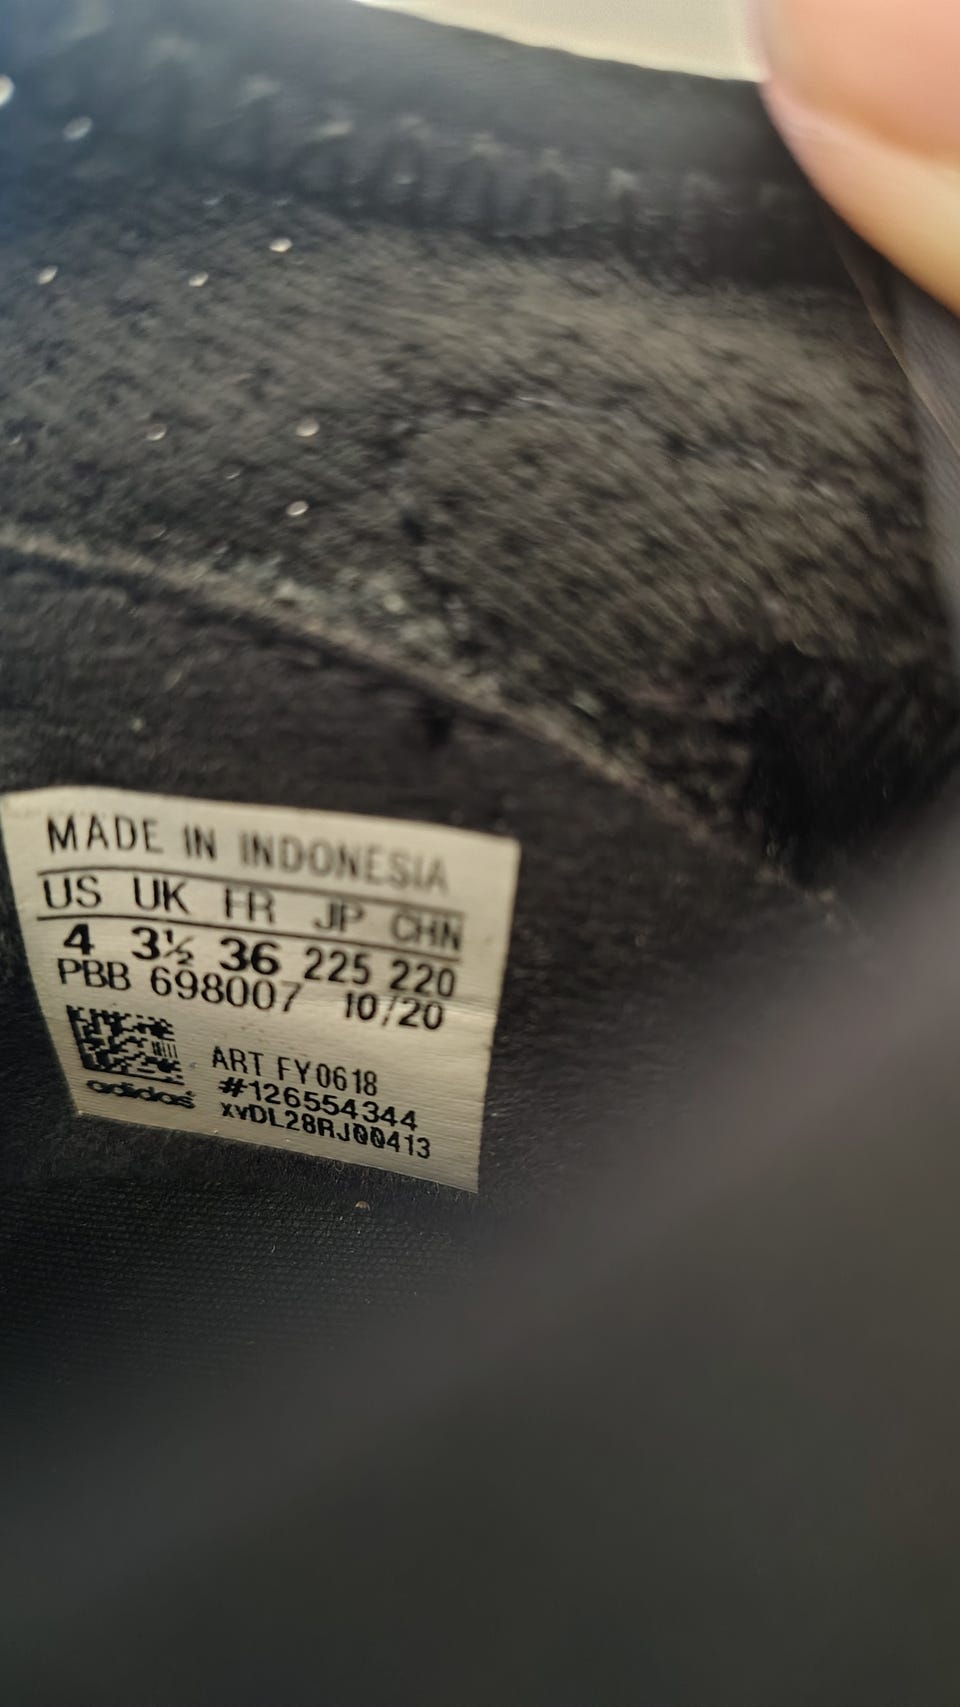 MADE IN INDONESIA
US UK FR JP CHN
4 3½ 36 225 220
PBB 698007 10/20
ART FY0618
#126554344
xvDL28RJ00413
adidas